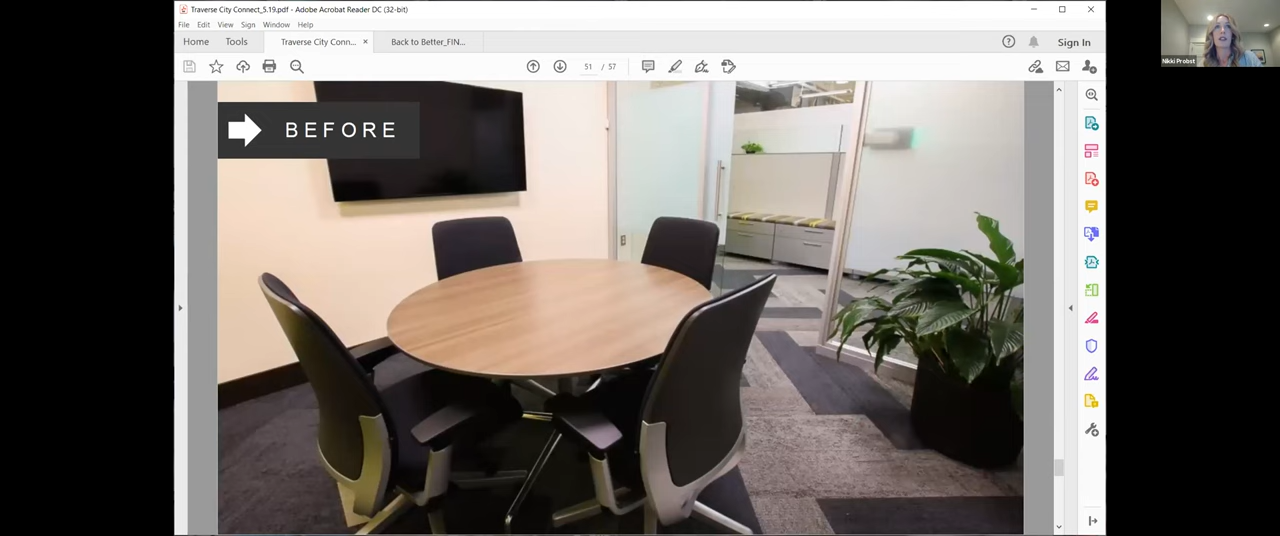 Traverse City Connect_5.19.pdf - Adobe Acrobat Reader DC (32-bit)
File Edit View Sign Window Help
Home Tools Traverse City Conn... × Back to Better_FIN... Sign In
51 / 57
BEFORE
Nikki Probst